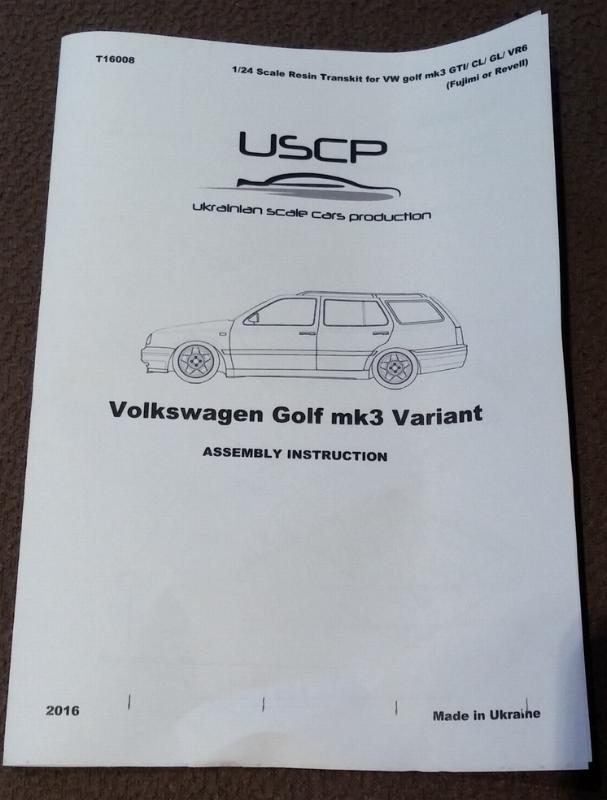 T16008
1/24 Scale Resin Transkit for VW golf mk3 GTI/ CL/ GL/ VR6
(Fujimi or Revell)
USCP
ukrainian scale cars production
Volkswagen Golf mk3 Variant
ASSEMBLY INSTRUCTION
2016
Made in Ukraine